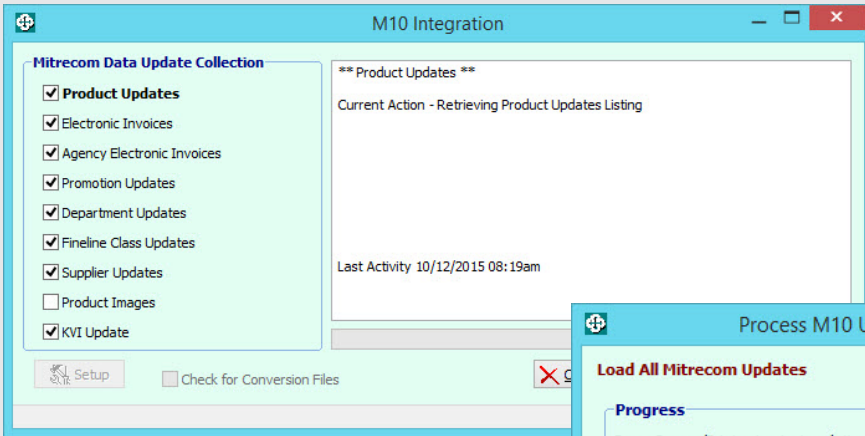 M10 Integration
Mitrecom Data Update Collection
Product Updates
Electronic Invoices
Agency Electronic Invoices
Promotion Updates
Department Updates
Fineline Class Updates
Supplier Updates
Product Images
KVI Update
** Product Updates **
Current Action - Retrieving Product Updates Listing
Last Activity 10/12/2015 08:19am
Setup
Check for Conversion Files
Process M10
Load All Mitrecom Updates
Progress